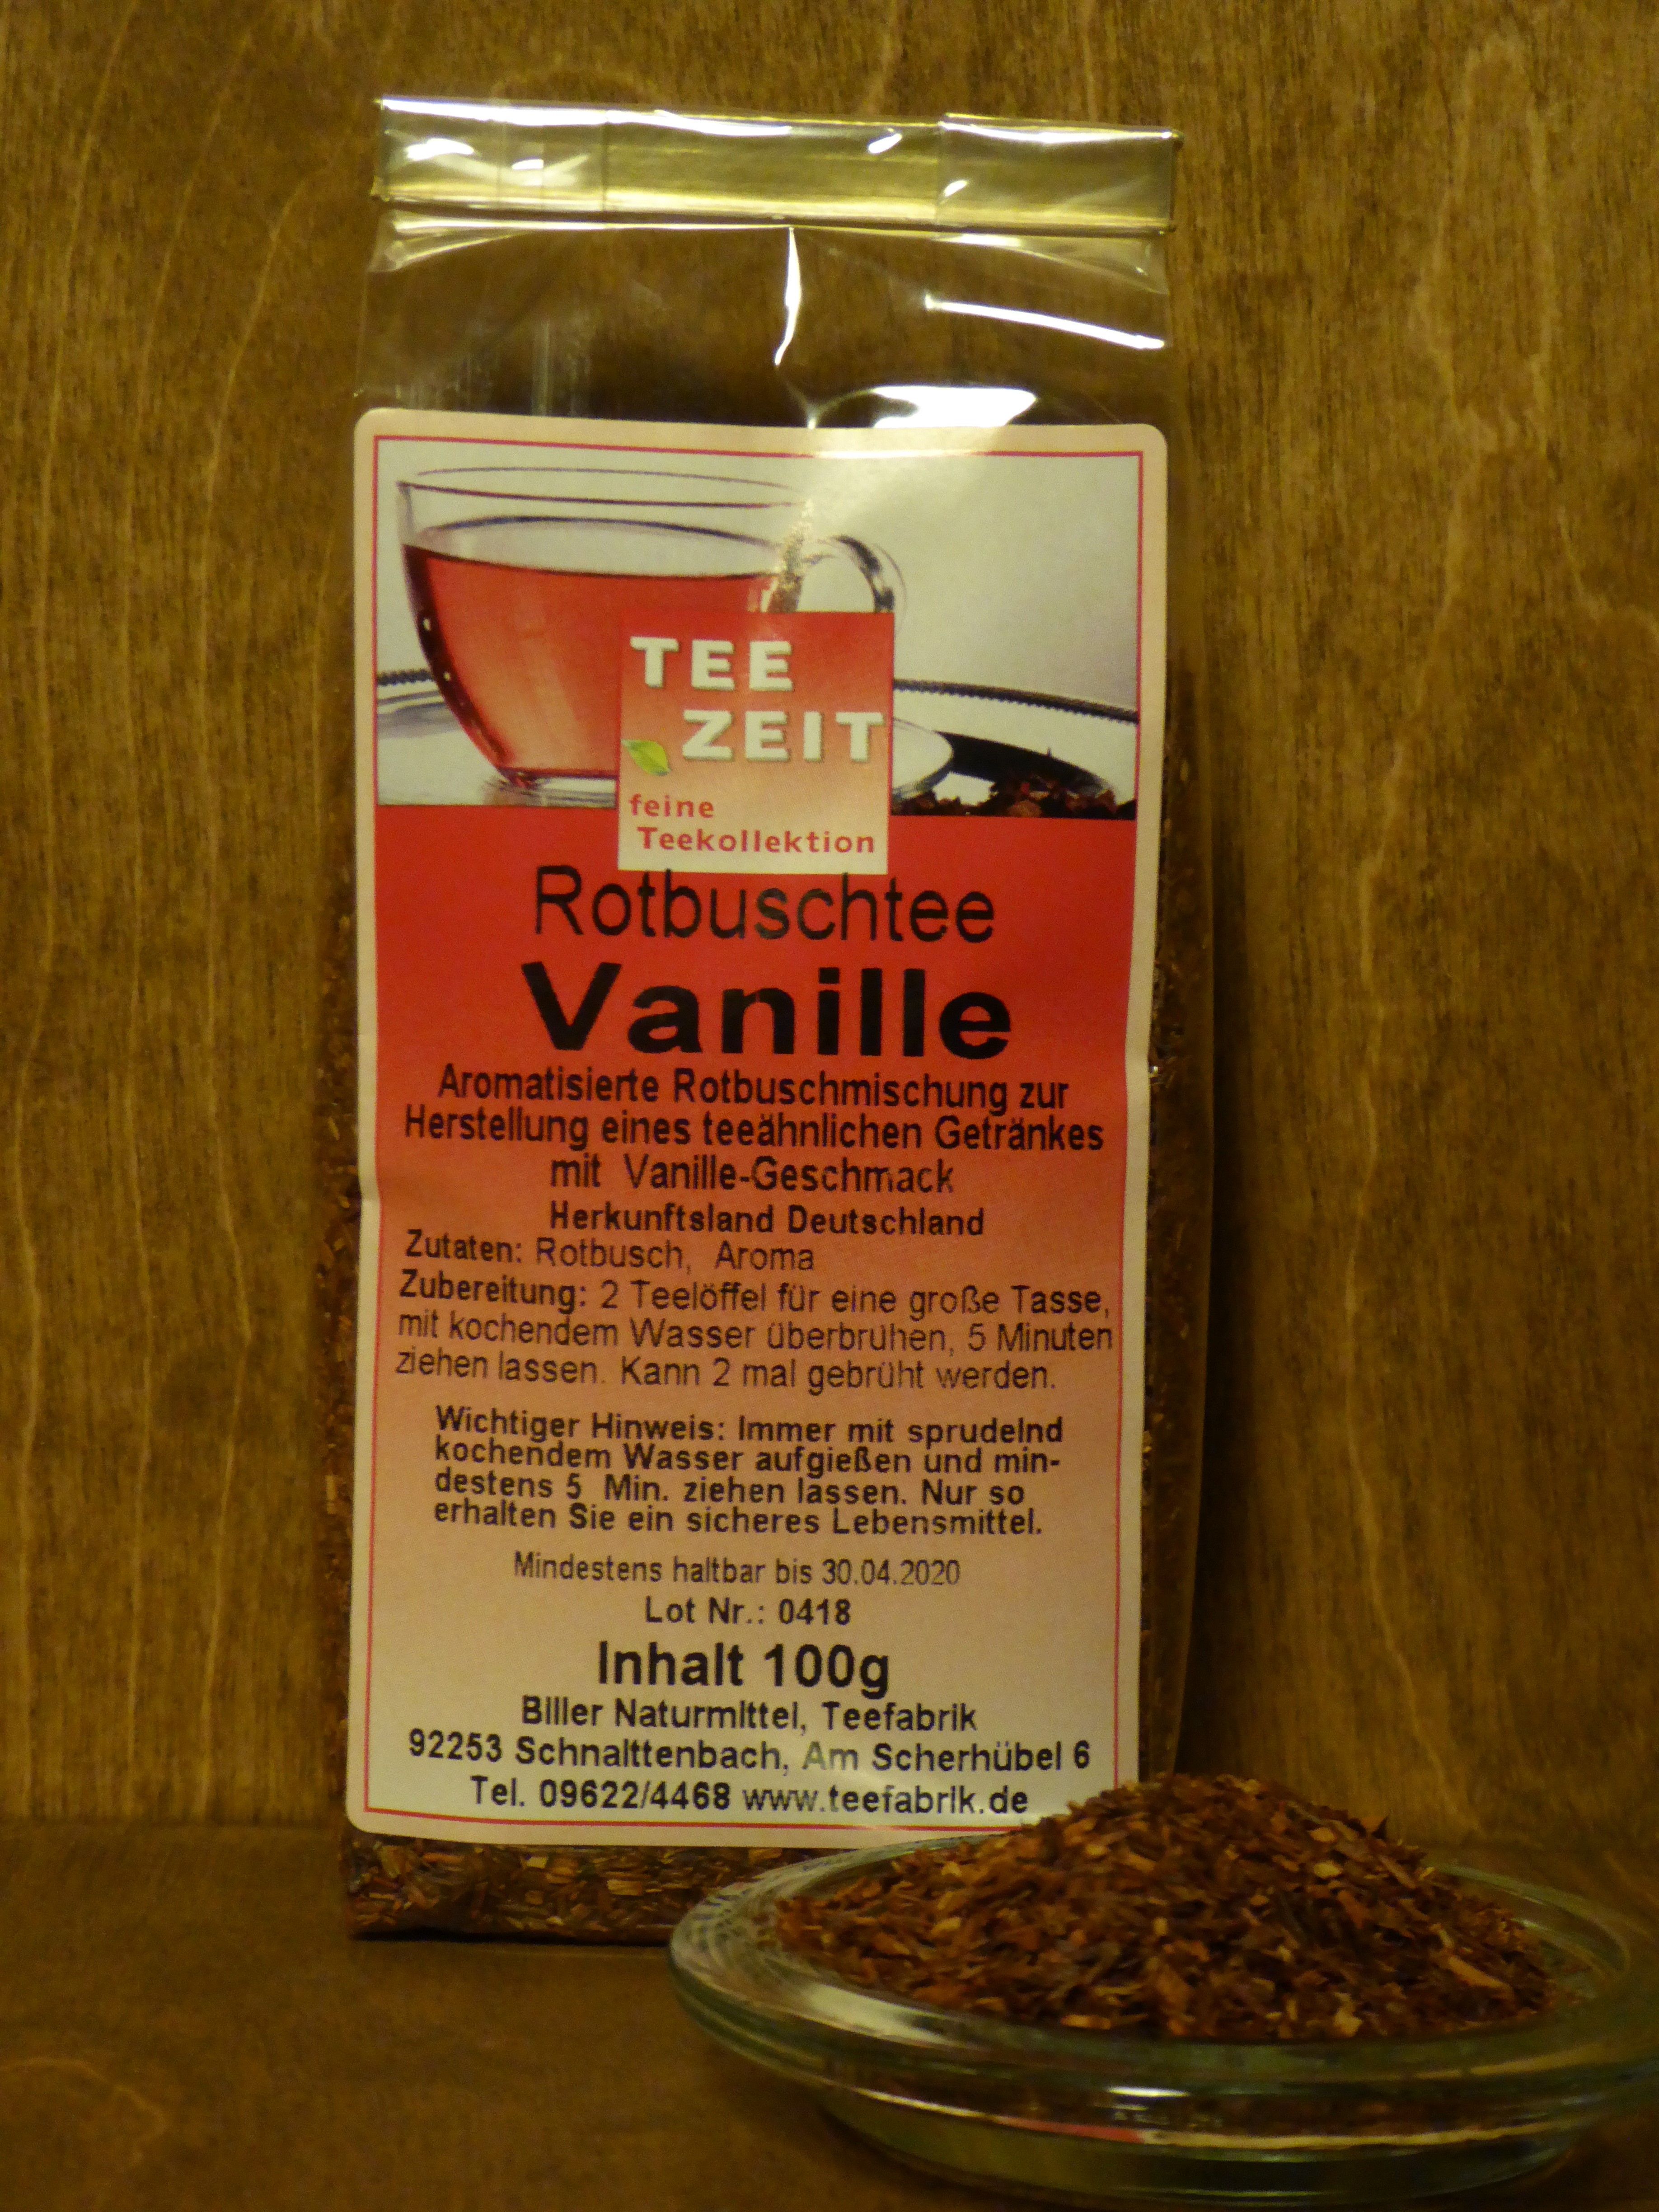 TEE
ZEIT
feine
Teekollektion
Rotbuschtee
Vanille
Aromatisierte Rotbuschmischung zur
Herstellung eines teeähnlichen Getränkes
mit Vanille-Geschmack
Herkunftsland Deutschland
Zutaten: Rotbusch, Aroma
Zubereitung: 2 Teelöffel für eine große Tasse,
mit kochendem Wasser überbrühen, 5 Minuten
ziehen lassen. Kann 2 mal gebrüht werden.
Wichtiger Hinweis: Immer mit sprudelnd
kochendem Wasser aufgießen und min-
destens 5 Min. ziehen lassen. Nur so
erhalten Sie ein sicheres Lebensmittel.
Mindestens haltbar bis 30.04.2020
Lot Nr.: 0418
Inhalt 100g
Biller Naturmittel, Teefabrik
92253 Schnaittenbach, Am Scherhübel 6
Tel. 09622/4468 www.teefabrik.de